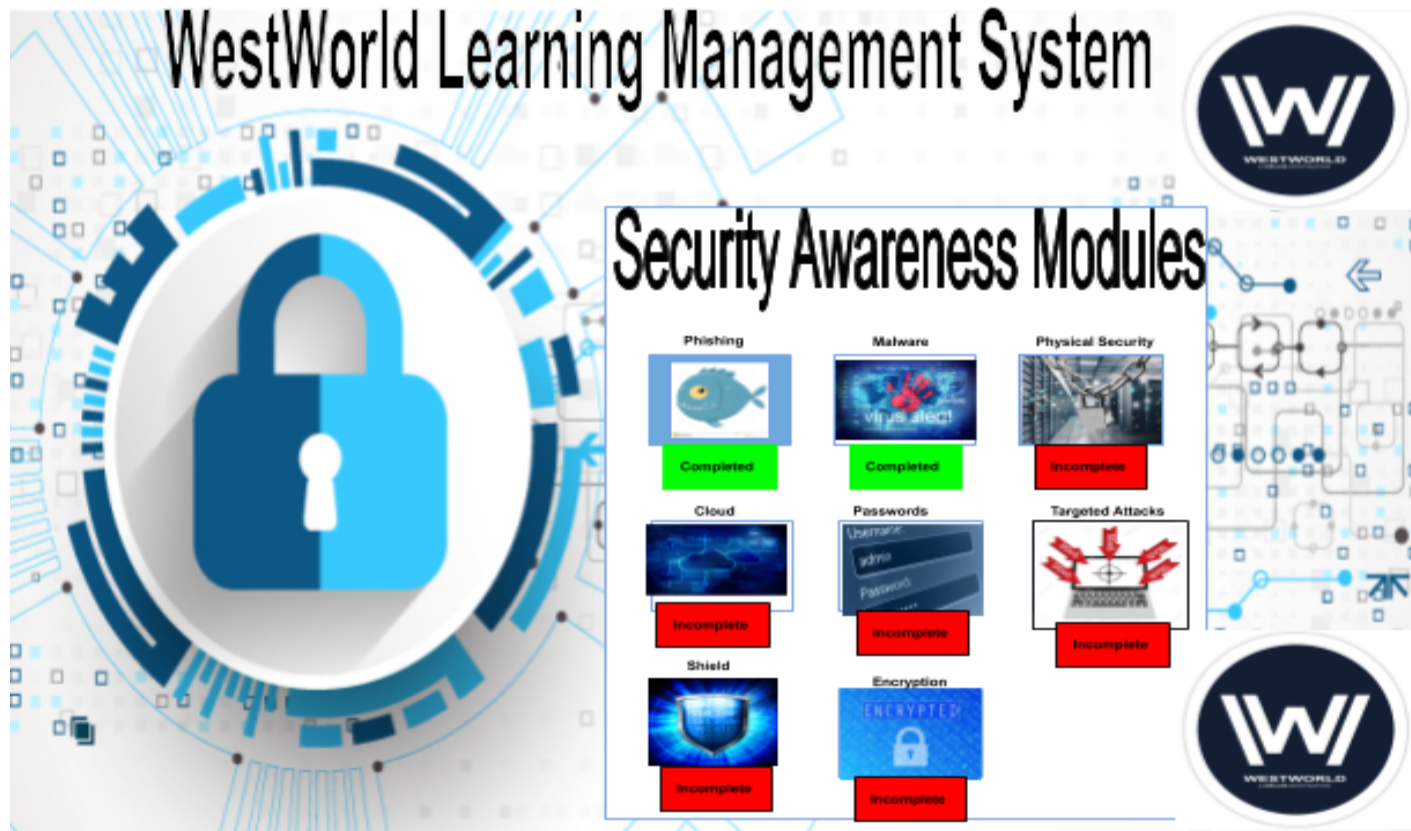 WestWorld Learning Management System
WESTWORLD
Security Awareness Modules
Phishing
Malware
Physical Security
virus alert!
Completed
Completed
Incomplete
Cloud
Passwords
Targeted Attacks
Username
admin
Password
Incomplete
Incomplete
Incomplete
Shield
Encryption
ENCRYPTED
Incomplete
Incomplete
WESTWORLD